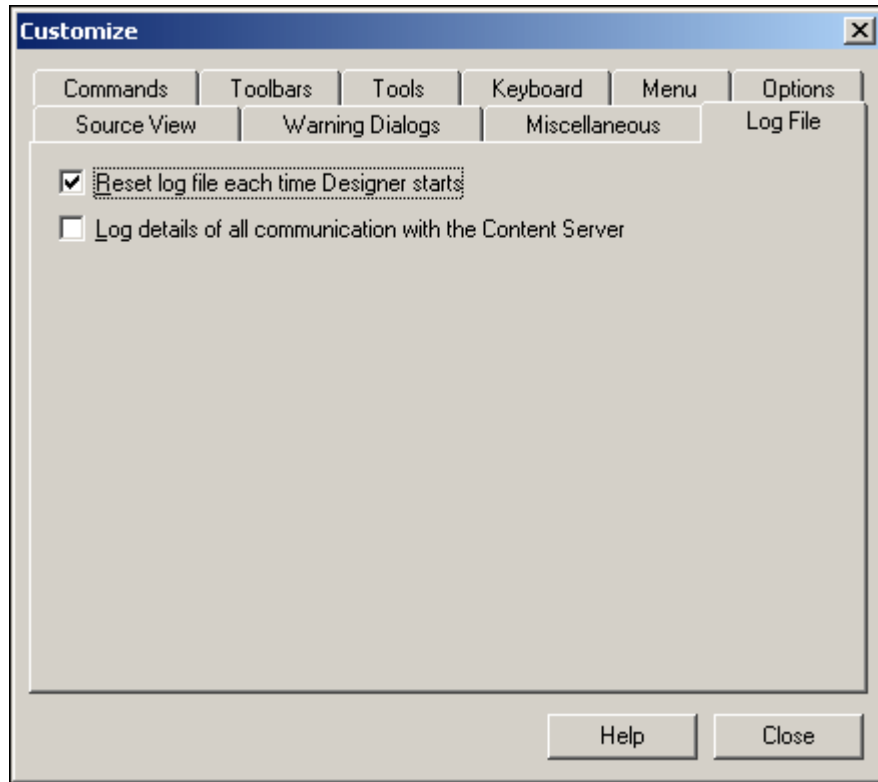 Customize
Commands Toolbars Tools Keyboard Menu Options
Source View Warning Dialogs Miscellaneous Log File
Reset log file each time Designer starts
Log details of all communication with the Content Server
Help Close